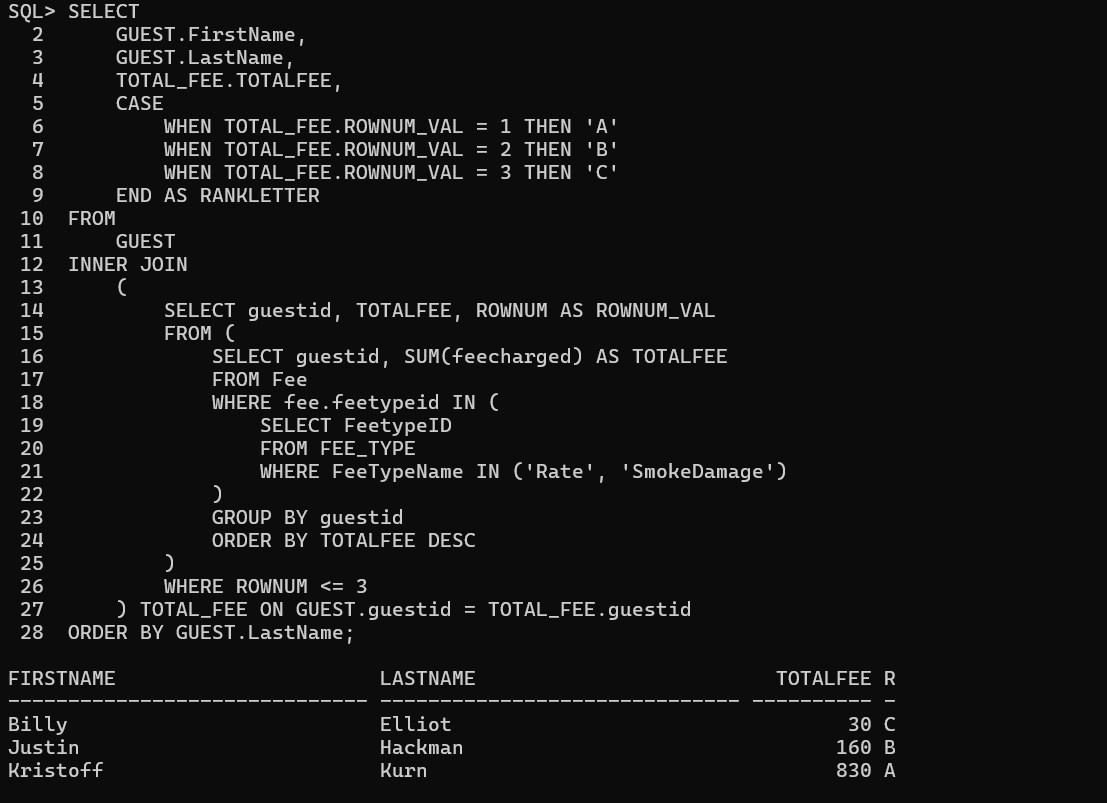 SQL> SELECT
  2      GUEST.FirstName,
  3      GUEST.LastName,
  4      TOTAL_FEE.TOTALFEE,
  5      CASE
  6          WHEN TOTAL_FEE.ROWNUM_VAL = 1 THEN 'A'
  7          WHEN TOTAL_FEE.ROWNUM_VAL = 2 THEN 'B'
  8          WHEN TOTAL_FEE.ROWNUM_VAL = 3 THEN 'C'
  9      END AS RANKLETTER
 10  FROM
 11      GUEST
 12  INNER JOIN
 13      (
 14          SELECT guestid, TOTALFEE, ROWNUM AS ROWNUM_VAL
 15          FROM (
 16              SELECT guestid, SUM(feecharged) AS TOTALFEE
 17              FROM Fee
 18              WHERE fee.feetypeid IN (
 19                  SELECT FeetypeID
 20                  FROM FEE_TYPE
 21                  WHERE FeeTypeName IN ('Rate', 'SmokeDamage')
 22              )
 23              GROUP BY guestid
 24              ORDER BY TOTALFEE DESC
 25          )
 26          WHERE ROWNUM <= 3
 27      ) TOTAL_FEE ON GUEST.guestid = TOTAL_FEE.guestid
 28  ORDER BY GUEST.LastName;

FIRSTNAME                      LASTNAME                         TOTALFEE R
------------------------------ ------------------------------ ---------- -
Billy                          Elliot                                 30 C
Justin                         Hackman                               160 B
Kristoff                       Kurn                                  830 A